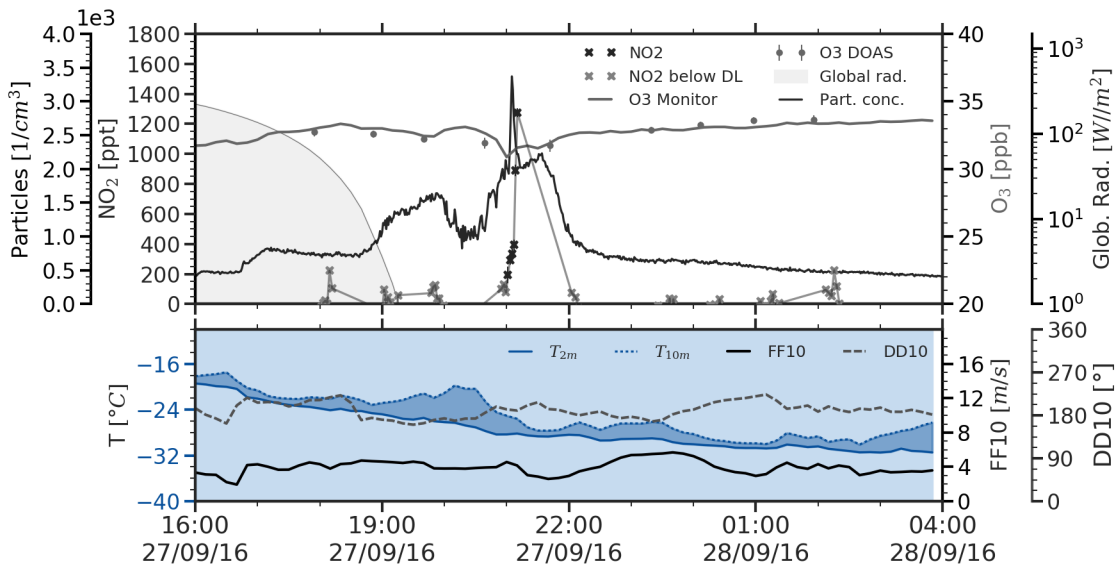 1e3
4.0
3.5
3.0
2.5
2.0
1.5
1.0
0.5
0.0
Particles [1/cm³]
1800
1600
1400
1200
1000
800
600
400
200
0
NO₂ [ppt]
NO2
NO2 below DL
O3 Monitor
O3 DOAS
Global rad.
Part. conc.
40
35
30
25
20
O₃ [ppb]
10³
10²
10¹
10⁰
Glob. Rad. [W//m²]
−16
−24
−32
−40
T [°C]
T₂ₘ
T₁₀ₘ
FF10
DD10
16
12
8
4
0
FF10 [m/s]
360
270
180
90
0
DD10 [°]
16:00 19:00 22:00 01:00 04:00
27/09/16 27/09/16 27/09/16 28/09/16 28/09/16